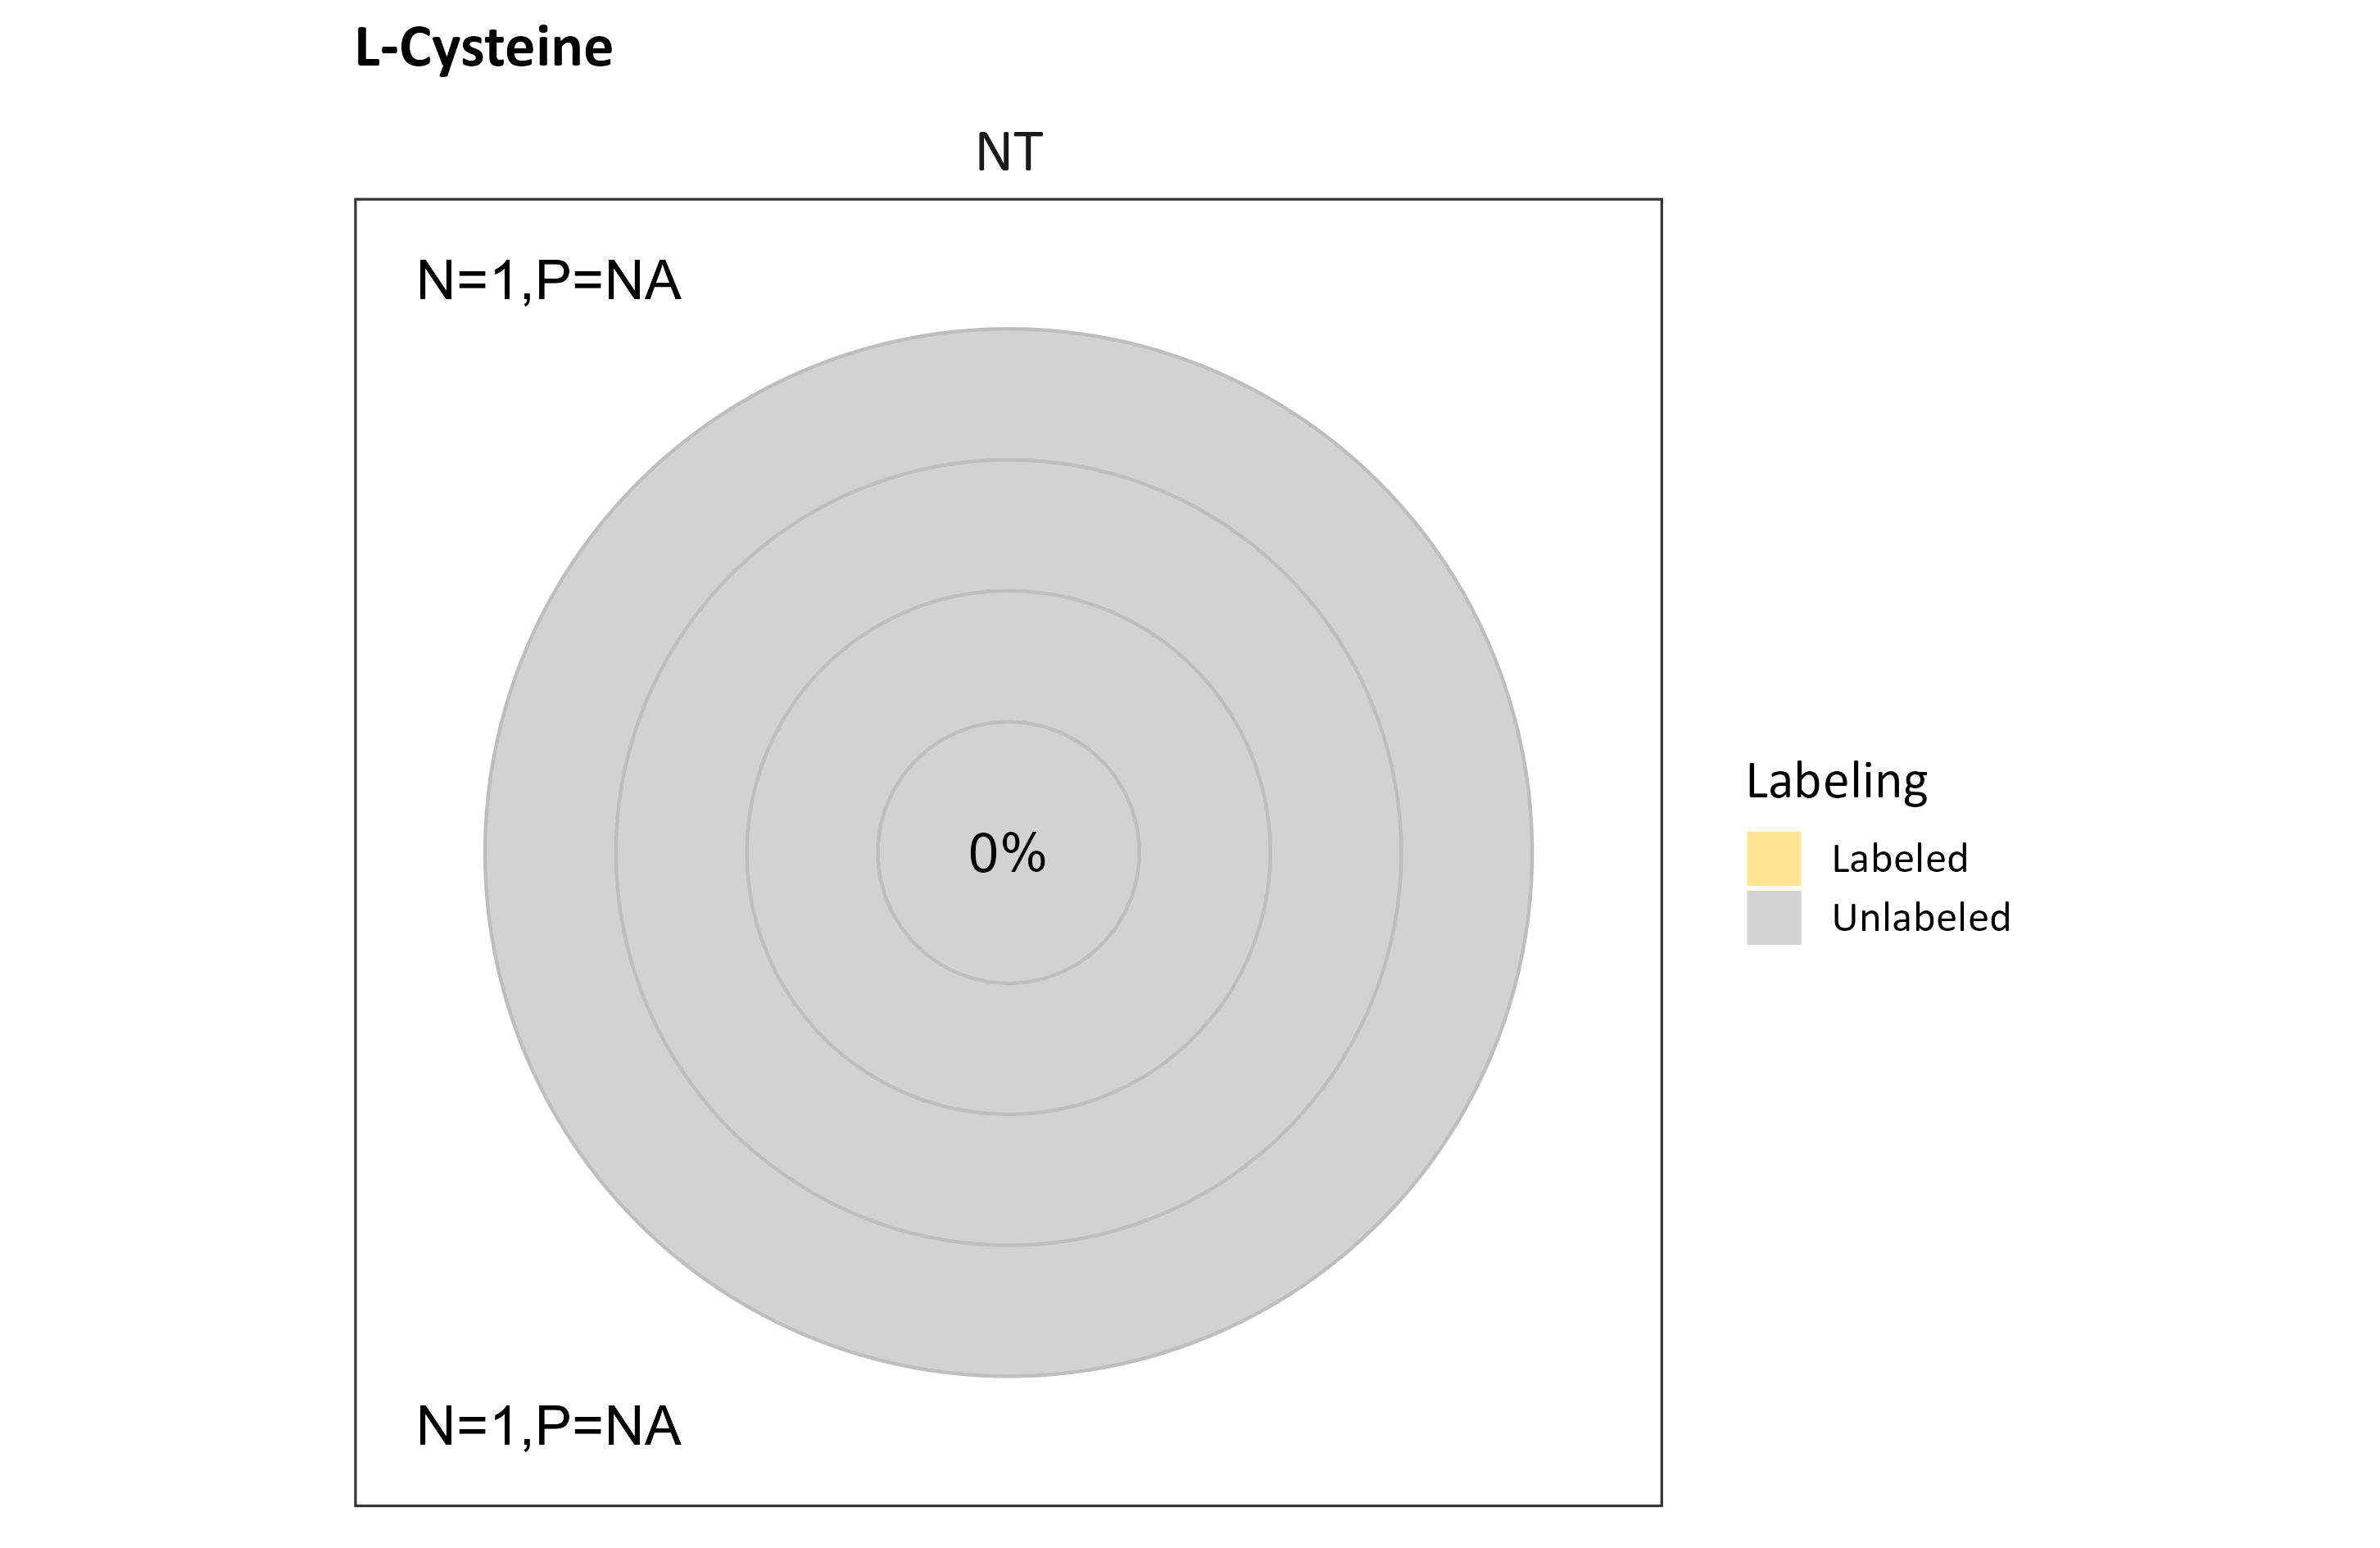 L-Cysteine
NT
N=1,P=NA
0%
N=1,P=NA
Labeling
Labeled
Unlabeled